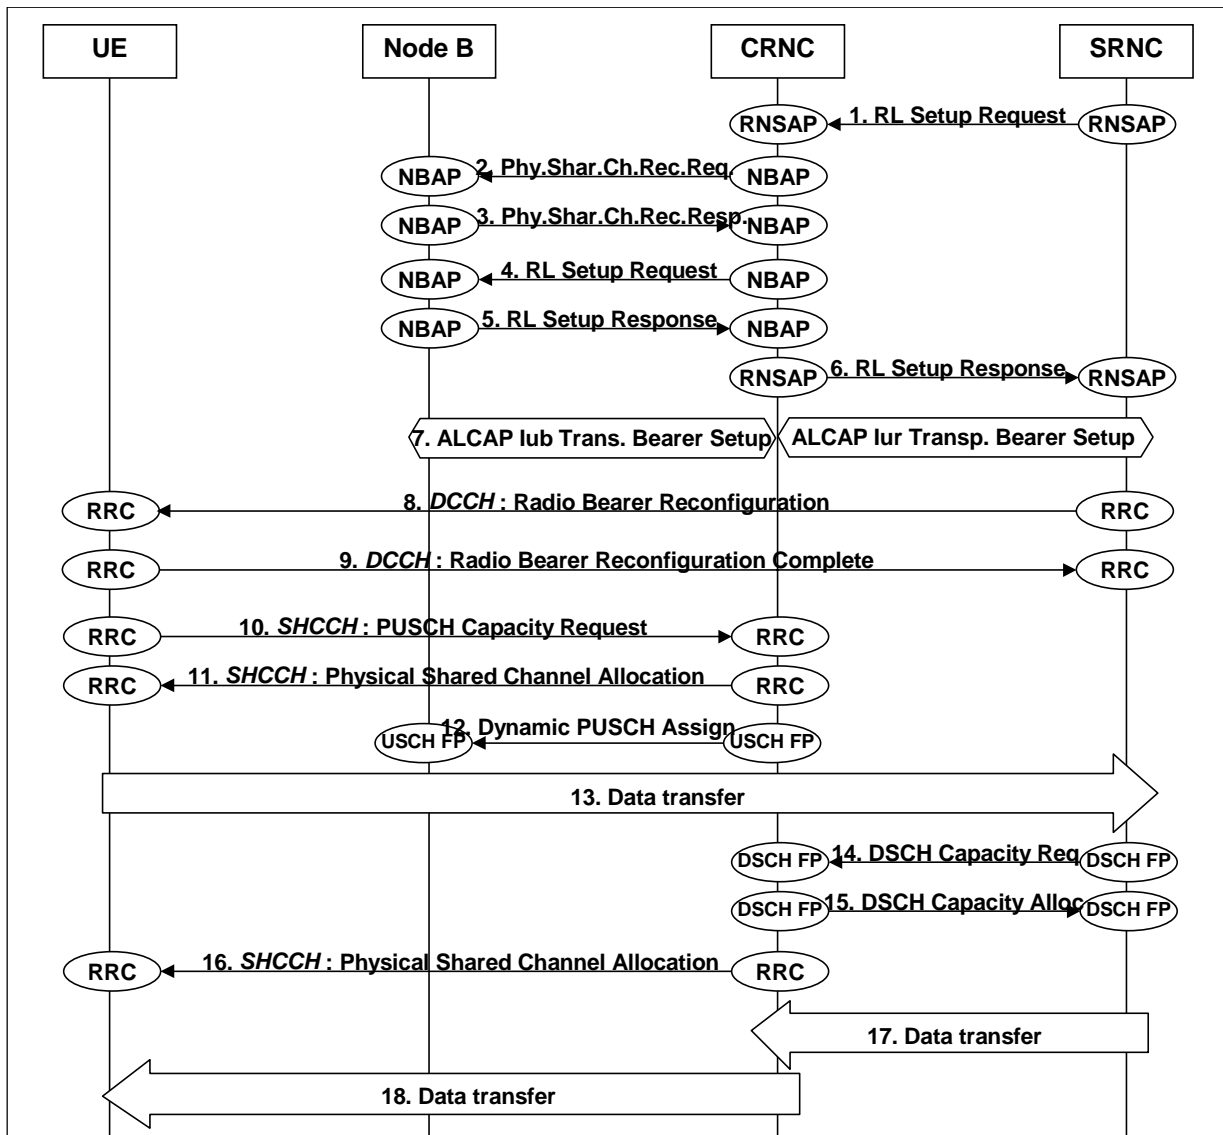 UE Node B CRNC SRNC
RNSAP 1. RL Setup Request RNSAP
NBAP 2. Phy.Shar.Ch.Rec.Req. NBAP
NBAP 3. Phy.Shar.Ch.Rec.Resp. NBAP
NBAP 4. RL Setup Request NBAP
NBAP 5. RL Setup Response NBAP
RNSAP 6. RL Setup Response RNSAP
7. ALCAP Iub Trans. Bearer Setup ALCAP Iur Transp. Bearer Setup
RRC 8. DCCH : Radio Bearer Reconfiguration RRC
RRC 9. DCCH : Radio Bearer Reconfiguration Complete RRC
RRC 10. SHCCH : PUSCH Capacity Request RRC
RRC 11. SHCCH : Physical Shared Channel Allocation RRC
USCH FP 12. Dynamic PUSCH Assign USCH FP
13. Data transfer
DSCH FP 14. DSCH Capacity Req DSCH FP
DSCH FP 15. DSCH Capacity Alloc DSCH FP
RRC 16. SHCCH : Physical Shared Channel Allocation RRC
17. Data transfer
18. Data transfer